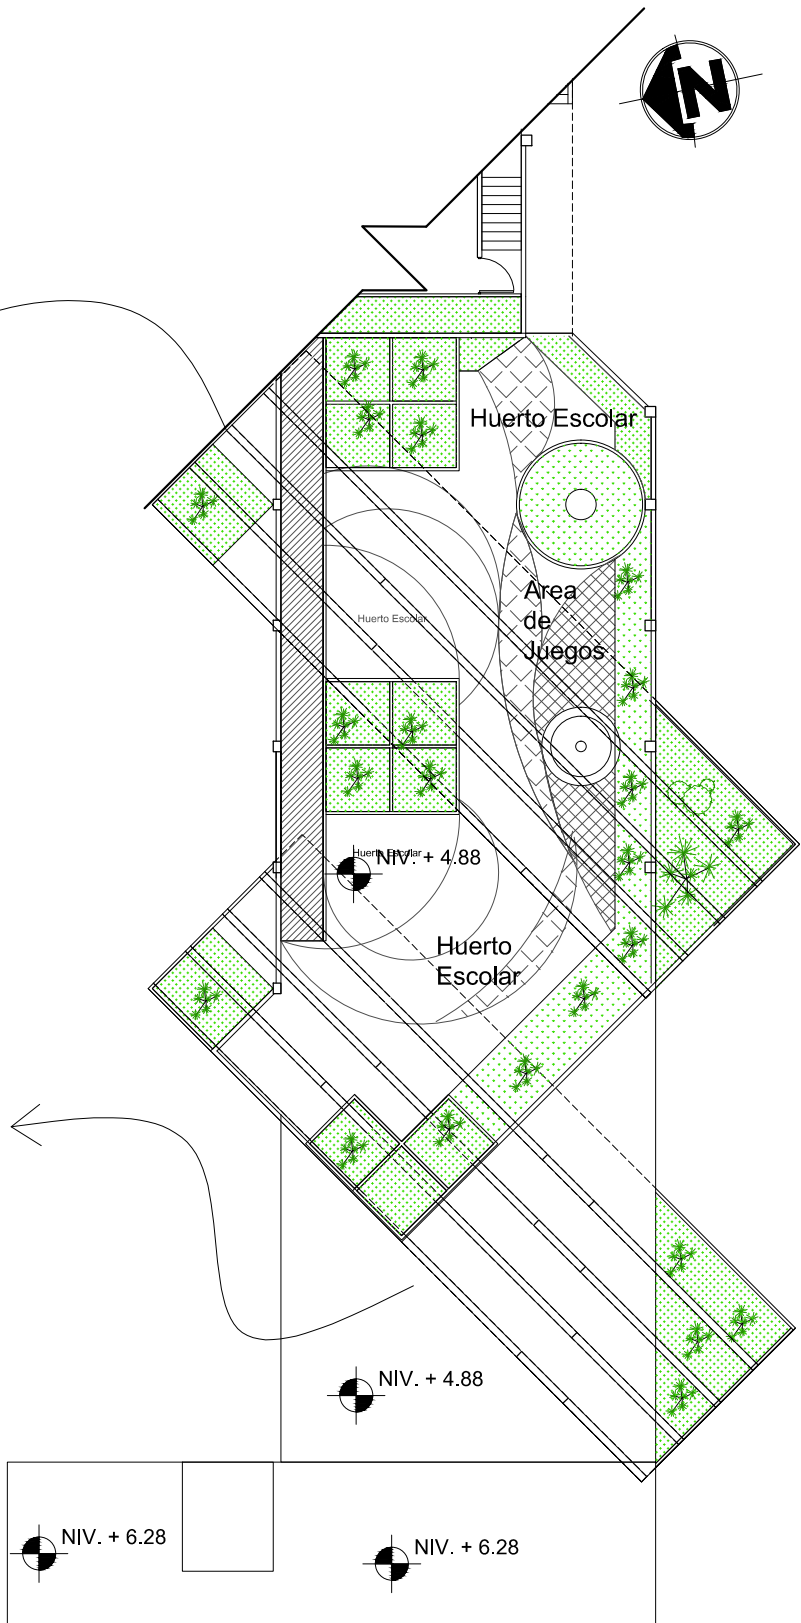 N
Huerto Escolar
Area
de
Juegos
Huerto Escolar
Huerto Escolar
NIV. + 4.88
Huerto
Escolar
NIV. + 4.88
NIV. + 6.28
NIV. + 6.28